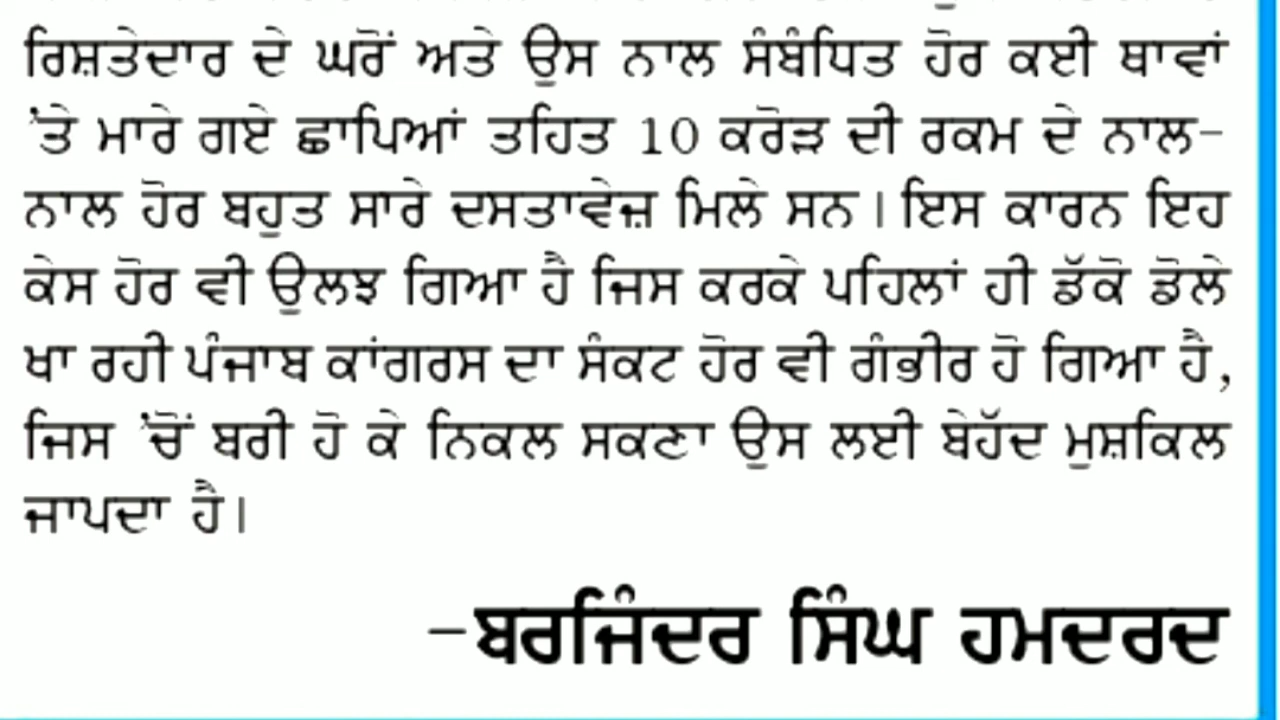 ਰਿਸ਼ਤੇਦਾਰ ਦੇ ਘਰੋਂ ਅਤੇ ਉਸ ਨਾਲ ਸੰਬੰਧਿਤ ਹੋਰ ਕਈ ਥਾਵਾਂ
'ਤੇ ਮਾਰੇ ਗਏ ਛਾਪਿਆਂ ਤਹਿਤ 10 ਕਰੋੜ ਦੀ ਰਕਮ ਦੇ ਨਾਲ-
ਨਾਲ ਹੋਰ ਬਹੁਤ ਸਾਰੇ ਦਸਤਾਵੇਜ਼ ਮਿਲੇ ਸਨ। ਇਸ ਕਾਰਨ ਇਹ
ਕੇਸ ਹੋਰ ਵੀ ਉਲਝ ਗਿਆ ਹੈ ਜਿਸ ਕਰਕੇ ਪਹਿਲਾਂ ਹੀ ਡੱਕੋ ਡੋਲੇ
ਖਾ ਰਹੀ ਪੰਜਾਬ ਕਾਂਗਰਸ ਦਾ ਸੰਕਟ ਹੋਰ ਵੀ ਗੰਭੀਰ ਹੋ ਗਿਆ ਹੈ,
ਜਿਸ 'ਚੋਂ ਬਰੀ ਹੋ ਕੇ ਨਿਕਲ ਸਕਣਾ ਉਸ ਲਈ ਬੇਹੱਦ ਮੁਸ਼ਕਿਲ
ਜਾਪਦਾ ਹੈ।
-ਬਰਜਿੰਦਰ ਸਿੰਘ ਹਮਦਰਦ